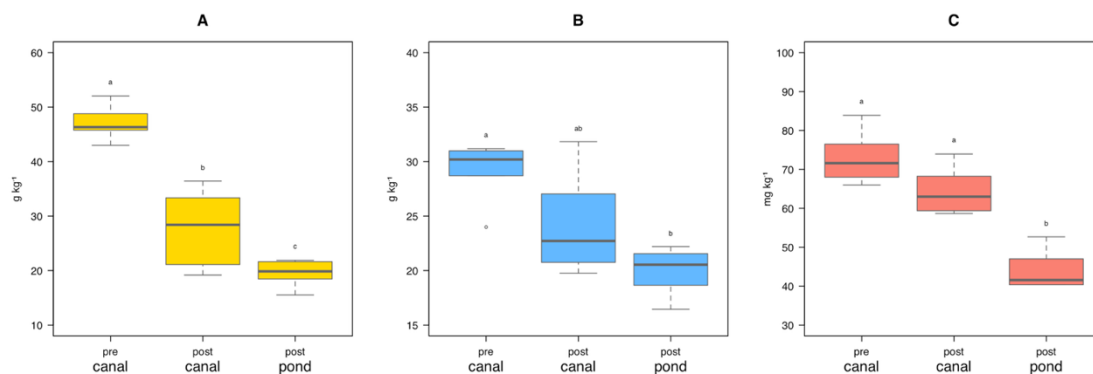 A
60
50
40
30
20
10
g kg⁻¹
a
b
c
pre
canal
post
canal
post
pond
B
40
35
30
25
20
15
g kg⁻¹
a
ab
b
pre
canal
post
canal
post
pond
C
100
90
80
70
60
50
40
30
mg kg⁻¹
a
a
b
pre
canal
post
canal
post
pond